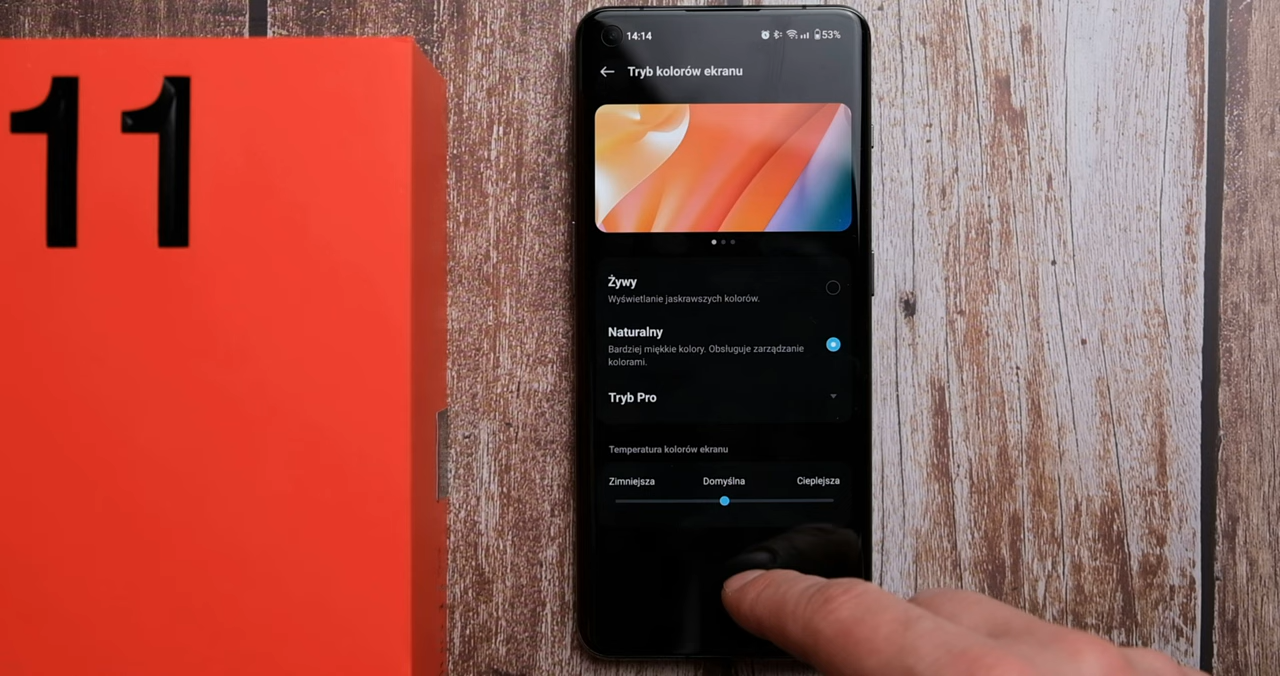 11
14:14
53%
Tryb kolorów ekranu
Żywy
Wyświetlanie jaskrawszych kolorów.
Naturalny
Bardziej miękkie kolory. Obsługuje zarządzanie
kolorami.
Tryb Pro
Temperatura kolorów ekranu
Zimniejsza Domyślna Cieplejsza